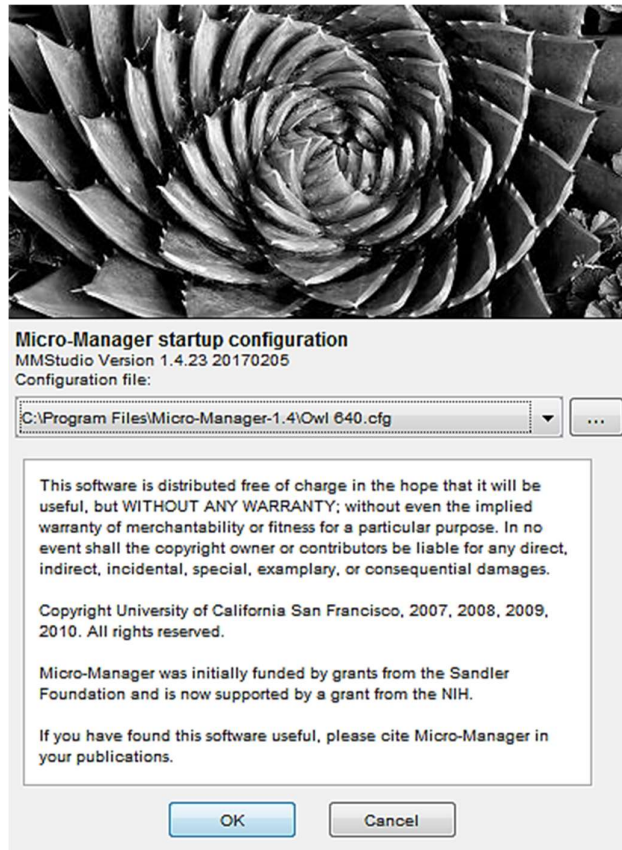 Micro-Manager startup configuration
MMStudio Version 1.4.23 20170205
Configuration file:
C:\Program Files\Micro-Manager-1.4\Owl 640.cfg
...
This software is distributed free of charge in the hope that it will be
useful, but WITHOUT ANY WARRANTY; without even the implied
warranty of merchantability or fitness for a particular purpose. In no
event shall the copyright owner or contributors be liable for any direct,
indirect, incidental, special, examplary, or consequential damages.
Copyright University of California San Francisco, 2007, 2008, 2009,
2010. All rights reserved.
Micro-Manager was initially funded by grants from the Sandler
Foundation and is now supported by a grant from the NIH.
If you have found this software useful, please cite Micro-Manager in
your publications.
OK
Cancel